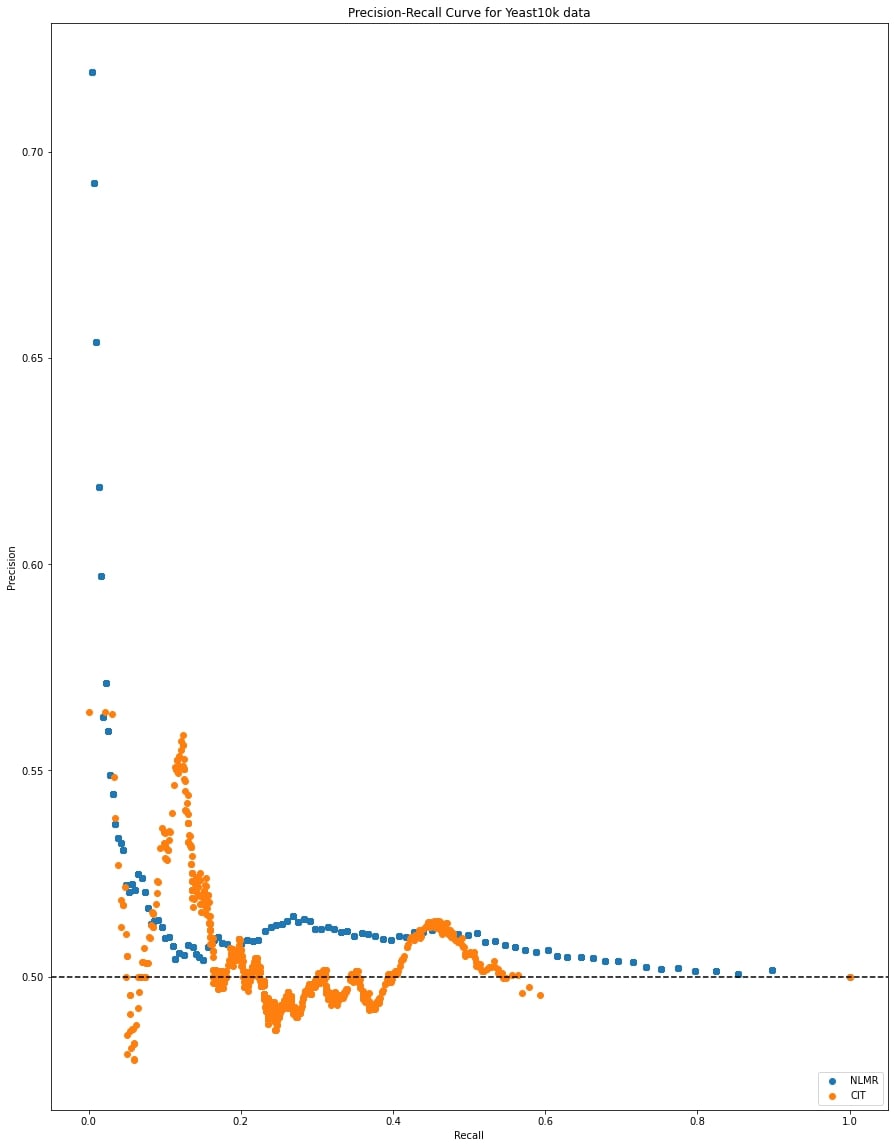 Precision-Recall Curve for Yeast10k data
0.70
0.65
0.60
0.55
0.50
Precision
0.0 0.2 0.4 0.6 0.8 1.0
Recall
NLMR
CIT